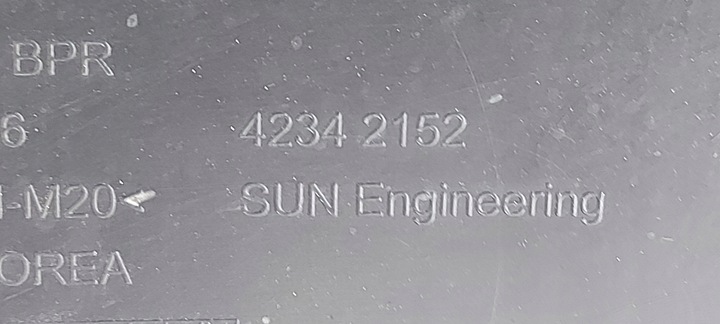 BPR
6 4234 2152
-M20< SUN Engineering
OREA